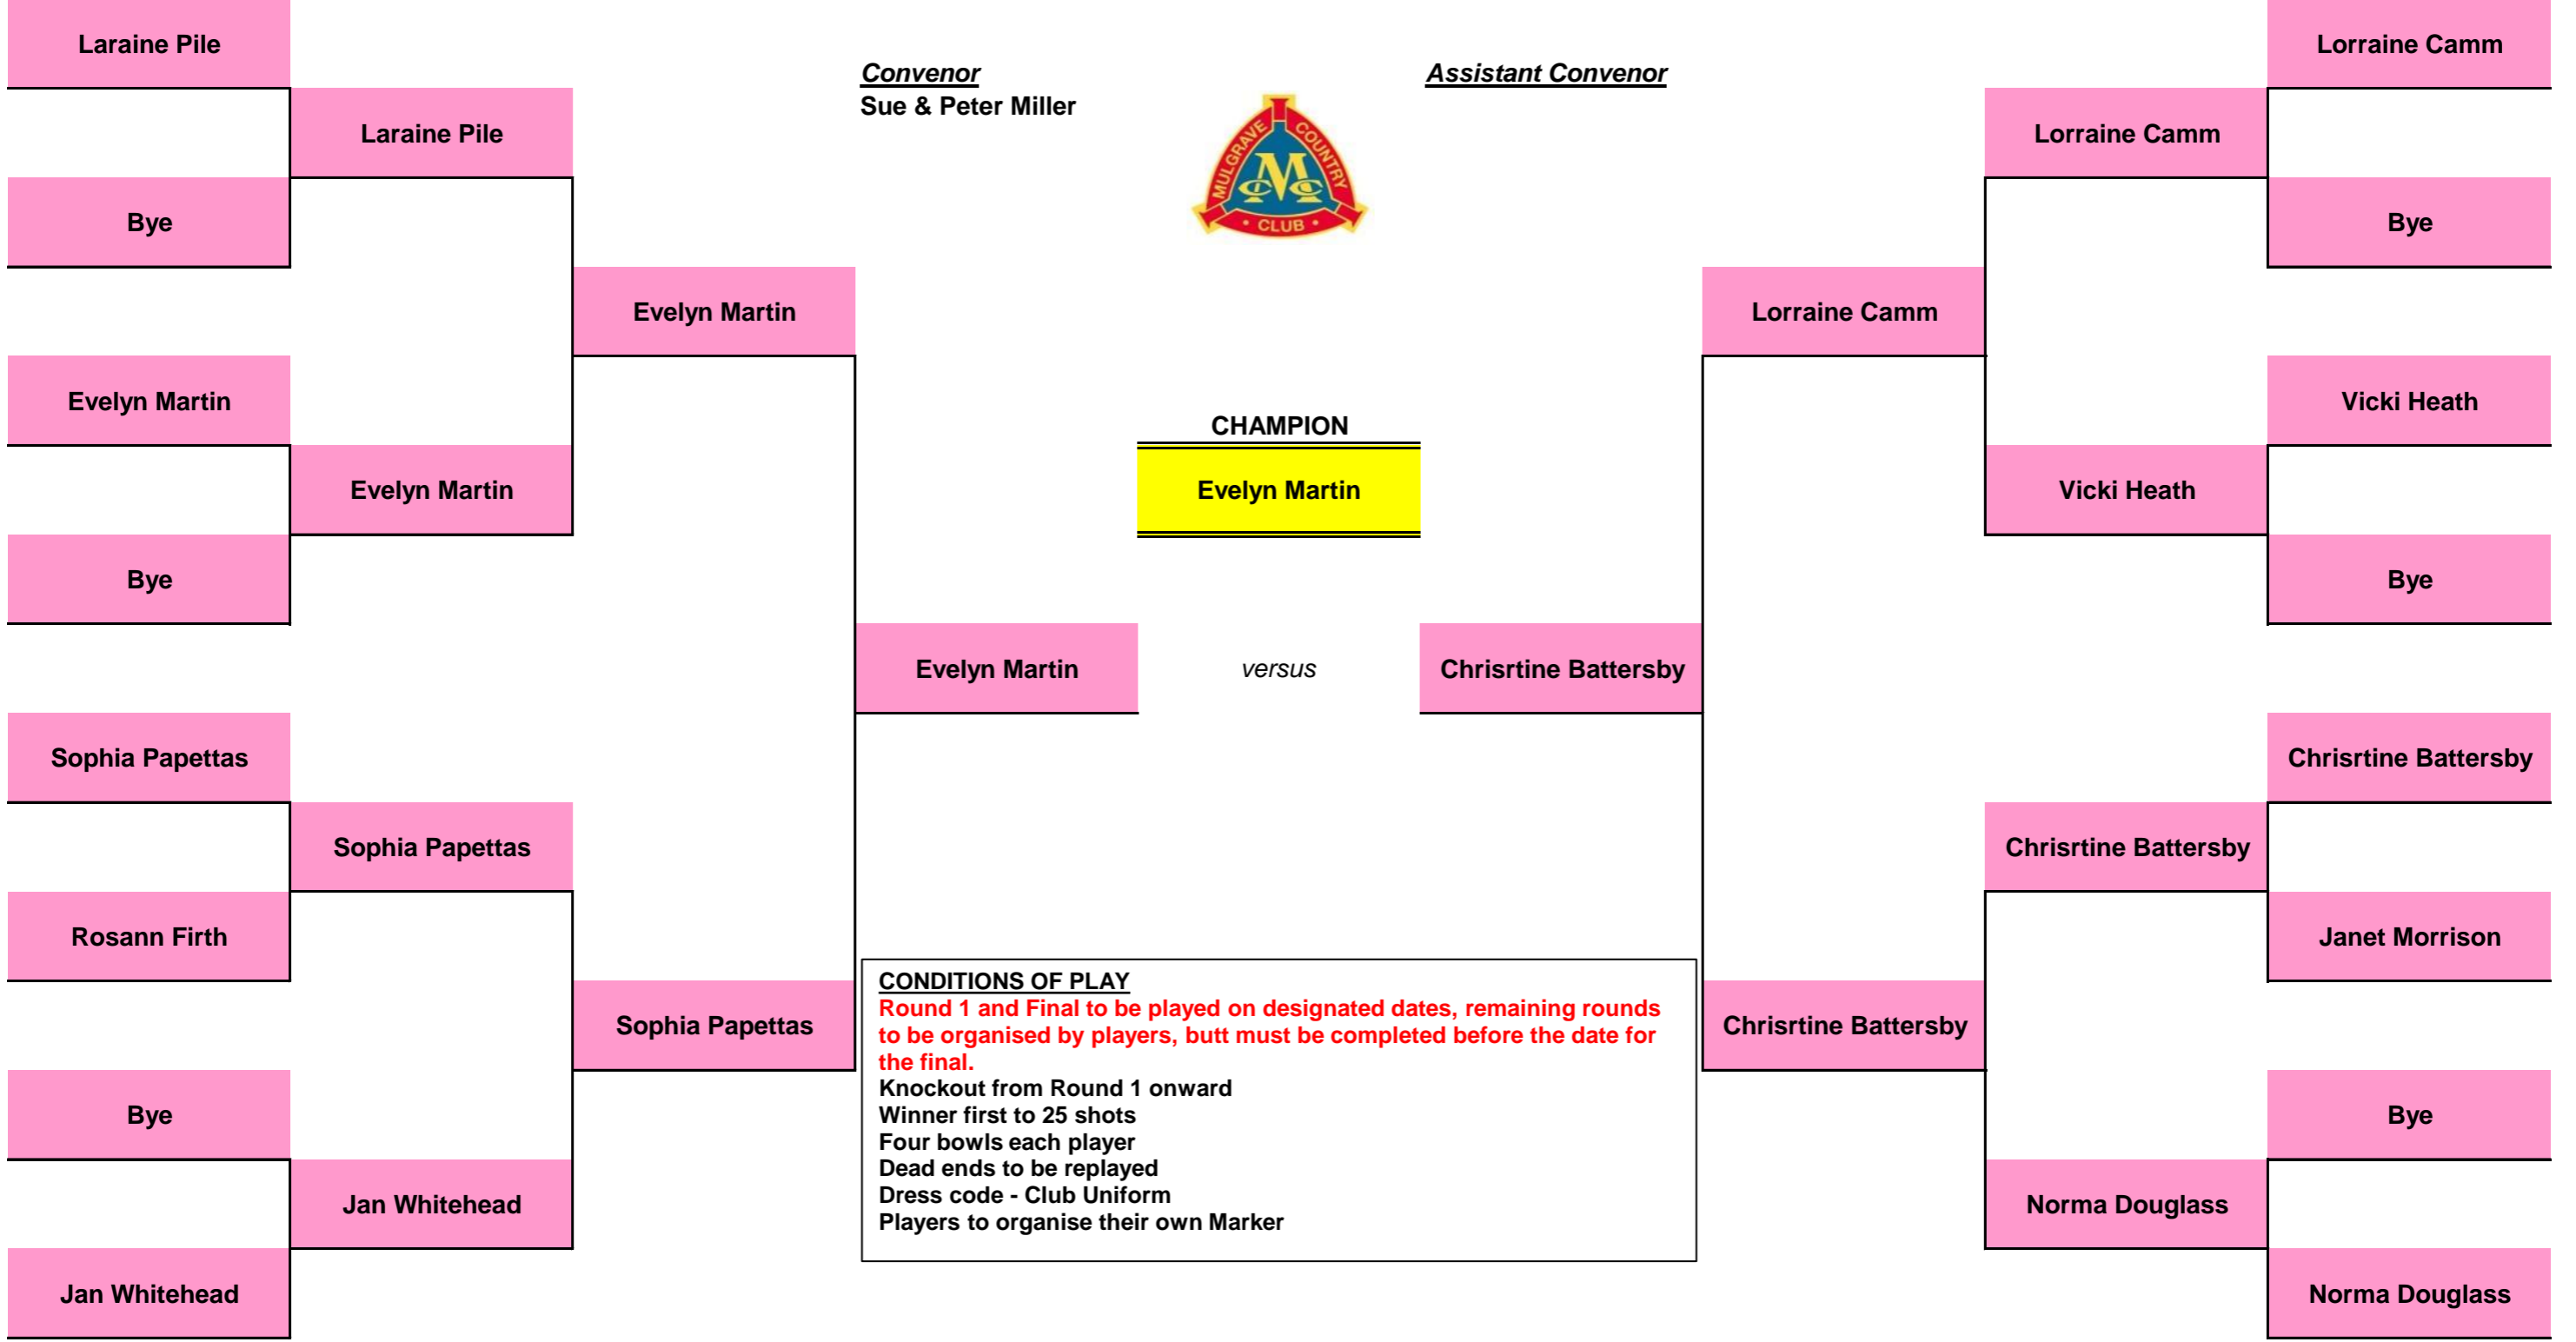 Laraine Pile
Lorraine Camm
Convenor
Assistant Convenor
Sue & Peter Miller
Laraine Pile
Lorraine Camm
MULGRAVE COUNTRY
MCC
• CLUB •
Bye
Bye
Evelyn Martin
Lorraine Camm
Evelyn Martin
Vicki Heath
CHAMPION
Evelyn Martin
Evelyn Martin
Vicki Heath
Bye
Bye
Evelyn Martin
versus
Chrisrtine Battersby
Sophia Papettas
Chrisrtine Battersby
Sophia Papettas
Chrisrtine Battersby
Rosann Firth
Janet Morrison
Sophia Papettas
Chrisrtine Battersby
CONDITIONS OF PLAY
Round 1 and Final to be played on designated dates, remaining rounds
to be organised by players, butt must be completed before the date for
the final.
Knockout from Round 1 onward
Winner first to 25 shots
Four bowls each player
Dead ends to be replayed
Dress code - Club Uniform
Players to organise their own Marker
Bye
Bye
Jan Whitehead
Norma Douglass
Jan Whitehead
Norma Douglass